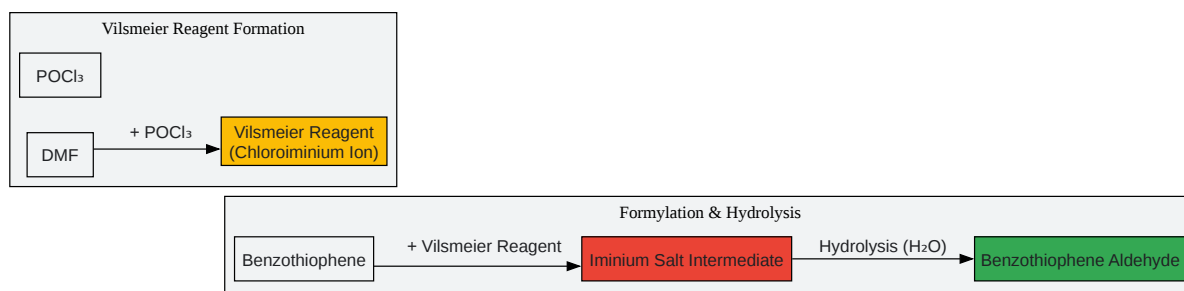 Vilsmeier Reagent Formation
POCl₃
DMF
+ POCl₃
Vilsmeier Reagent
(Chloroiminium Ion)
Formylation & Hydrolysis
Benzothiophene
+ Vilsmeier Reagent
Iminium Salt Intermediate
Hydrolysis (H₂O)
Benzothiophene Aldehyde